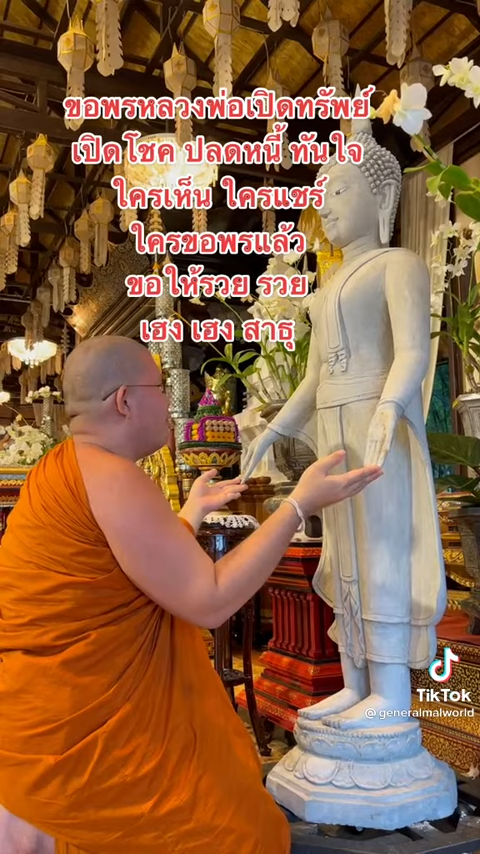 ขอพรหลวงพ่อเปิดทรัพย์
เปิดโชค ปลดหนี้ ทันใจ
ใครเห็น ใครแชร์
ใครขอพรแล้ว
ขอให้รวย รวย
เฮง เฮง สาธุ
TikTok
@generalmaiworld